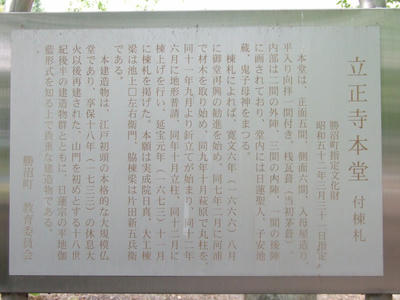 立正寺本堂 付棟札
勝沼町指定文化財
昭和五十二年三月三十一日指定
本堂は、正面五間、側面六間、入母屋造り、
平入り向拝一間付き、桟瓦葺（当初茅葺）、
内部は二間の外陣、三間の内陣、一間の後陣
に画されており、堂内には日蓮聖人、子安地
蔵、鬼子母神をまつる。
棟札によれば、寛文六年（一六六六）八月
に御堂再興の勧進を始め、同七年二月に河浦
で材木を取り始め、同九年十月萩原で丸柱を、
同十一年九月より斫立てが始まり、同十二年
六月に地形普請、同年十月立柱、同十二月に
棟上げを行い、延宝元年（一六七三）十一月
に棟札を掲げた。本願は実成院日真、大工棟
梁は池上□左右衛門、脇棟梁は片田新五兵衛
である。
本建造物は、江戸初頭の本格的な大規模仏
堂であり、享保十八年（一七三三）の休息大
火以後再建された、山門を初めとする十八世
紀後半の建造物群とともに、日蓮宗の平地伽
藍形式を知る上で貴重な建造物である。
勝沼町 教育委員会